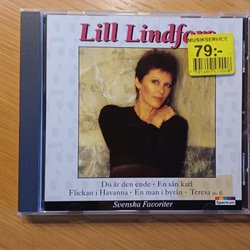 Lill Lindfors
MUSIKSERVICE
79:-
Du är den ende • En sån karl
Flickan i Havanna • En man i byrån • Teresa m. fl.
Svenska Favoriter